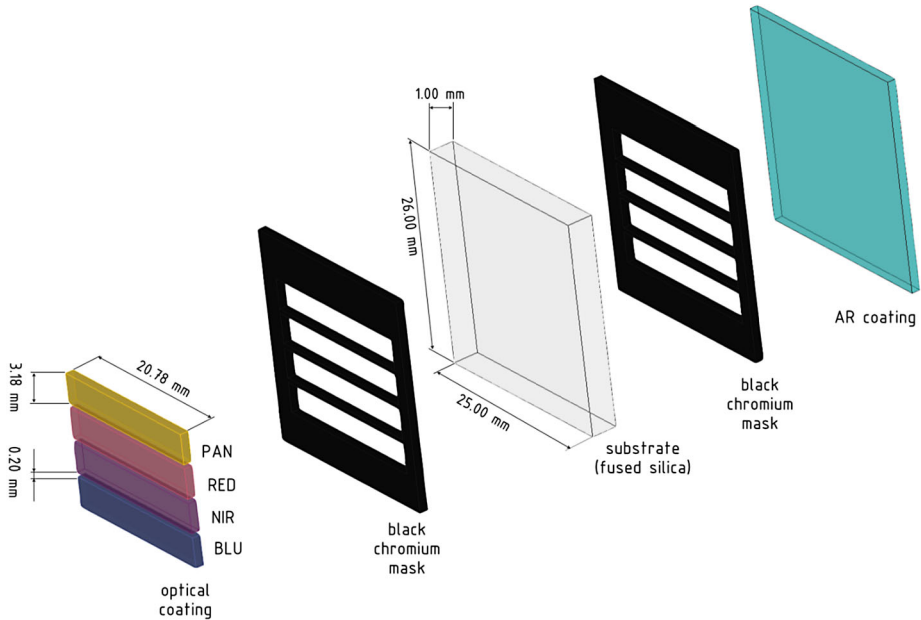 1.00 mm
26.00 mm
25.00 mm
substrate
(fused silica)
AR coating
black
chromium
mask
3.18 mm
20.78 mm
0.20 mm
PAN
RED
NIR
BLU
optical
coating
black
chromium
mask